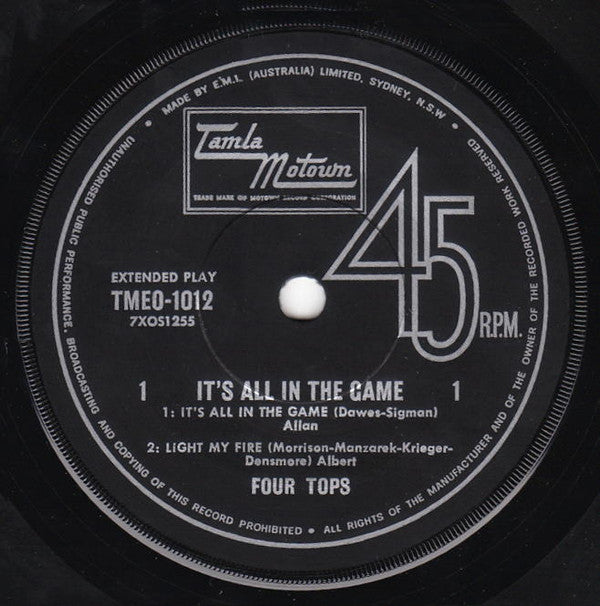 MADE BY E.M.I. (AUSTRALIA) LIMITED, SYDNEY, N.S.W. •
Tamla
Motown
TRADE MARK OF MOTOWN RECORD CORPORATION
45
R.P.M.
EXTENDED PLAY
TMEO-1012
7XOS1255
1 IT'S ALL IN THE GAME 1
1: IT'S ALL IN THE GAME (Dawes-Sigman)
Allan
2: LIGHT MY FIRE (Morrison-Manzarek-Krieger-
Densmore) Albert
FOUR TOPS
UNAUTHORISED PUBLIC PERFORMANCE, BROADCASTING AND COPYING OF THIS RECORD PROHIBITED • ALL RIGHTS OF THE MANUFACTURER AND OF THE OWNER OF THE RECORDED WORK RESERVED •